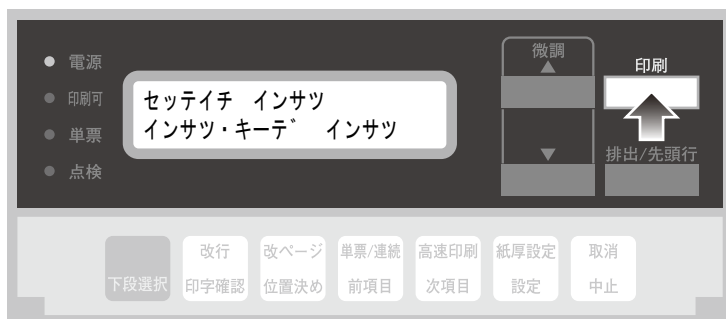 電源
印刷可
単票
点検
セッテイチ インサツ
インサツ・キーデ゛ インサツ
微調
▲
▼
印刷
排出/先頭行
下段選択
改行 改ページ 単票/連続 高速印刷 紙厚設定 取消
印字確認 位置決め 前項目 次項目 設定 中止